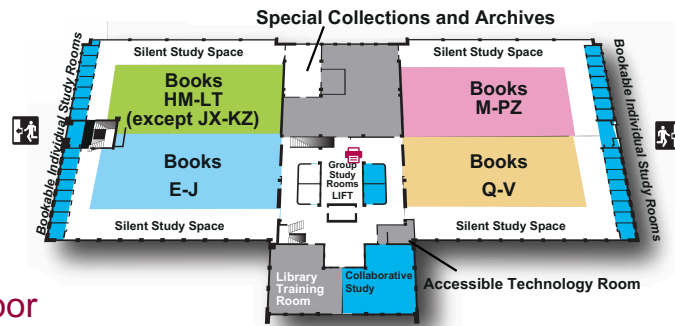 Special Collections and Archives
Silent Study Space
Silent Study Space
Bookable Individual Study Rooms
Bookable Individual Study Rooms
Books
HM-LT
(except JX-KZ)
Books
M-PZ
Books
E-J
Group
Study
Rooms
LIFT
Books
Q-V
Silent Study Space
Silent Study Space
Library
Training
Room
Collaborative
Study
Accessible Technology Room
oor